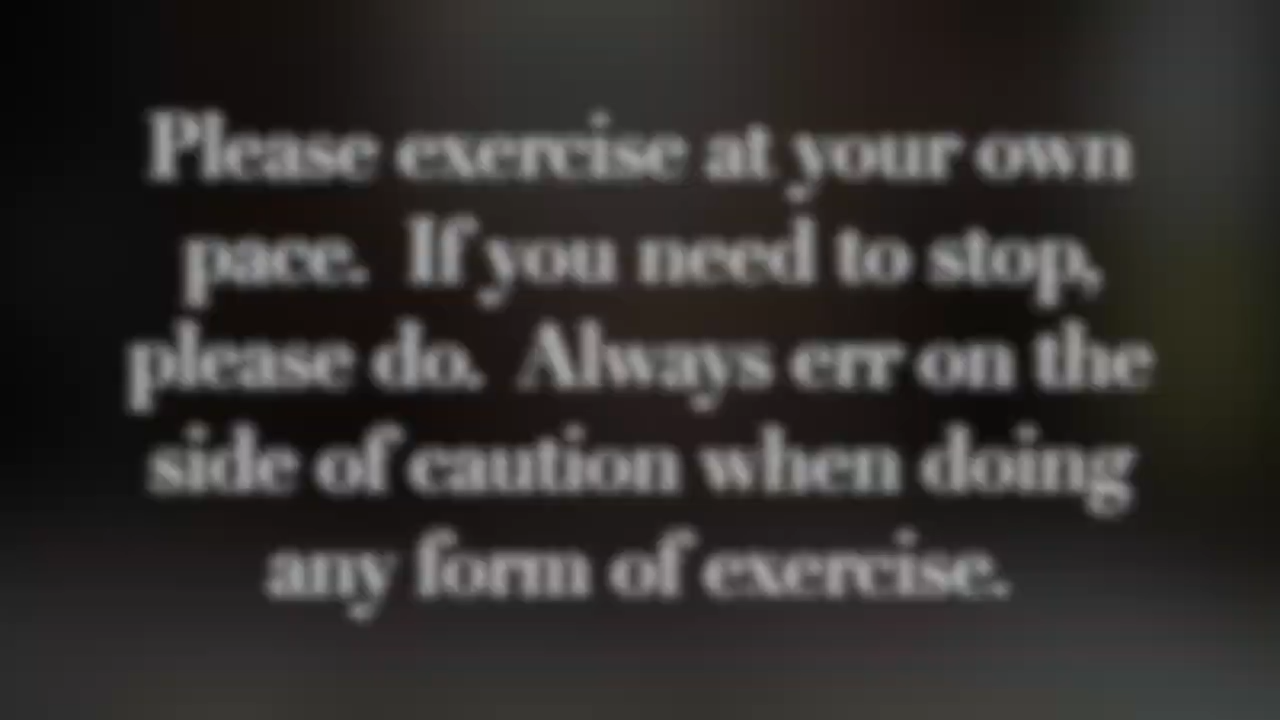 Please exercise at your own
pace.  If you need to stop,
please do.  Always err on the
side of caution when doing
any form of exercise.